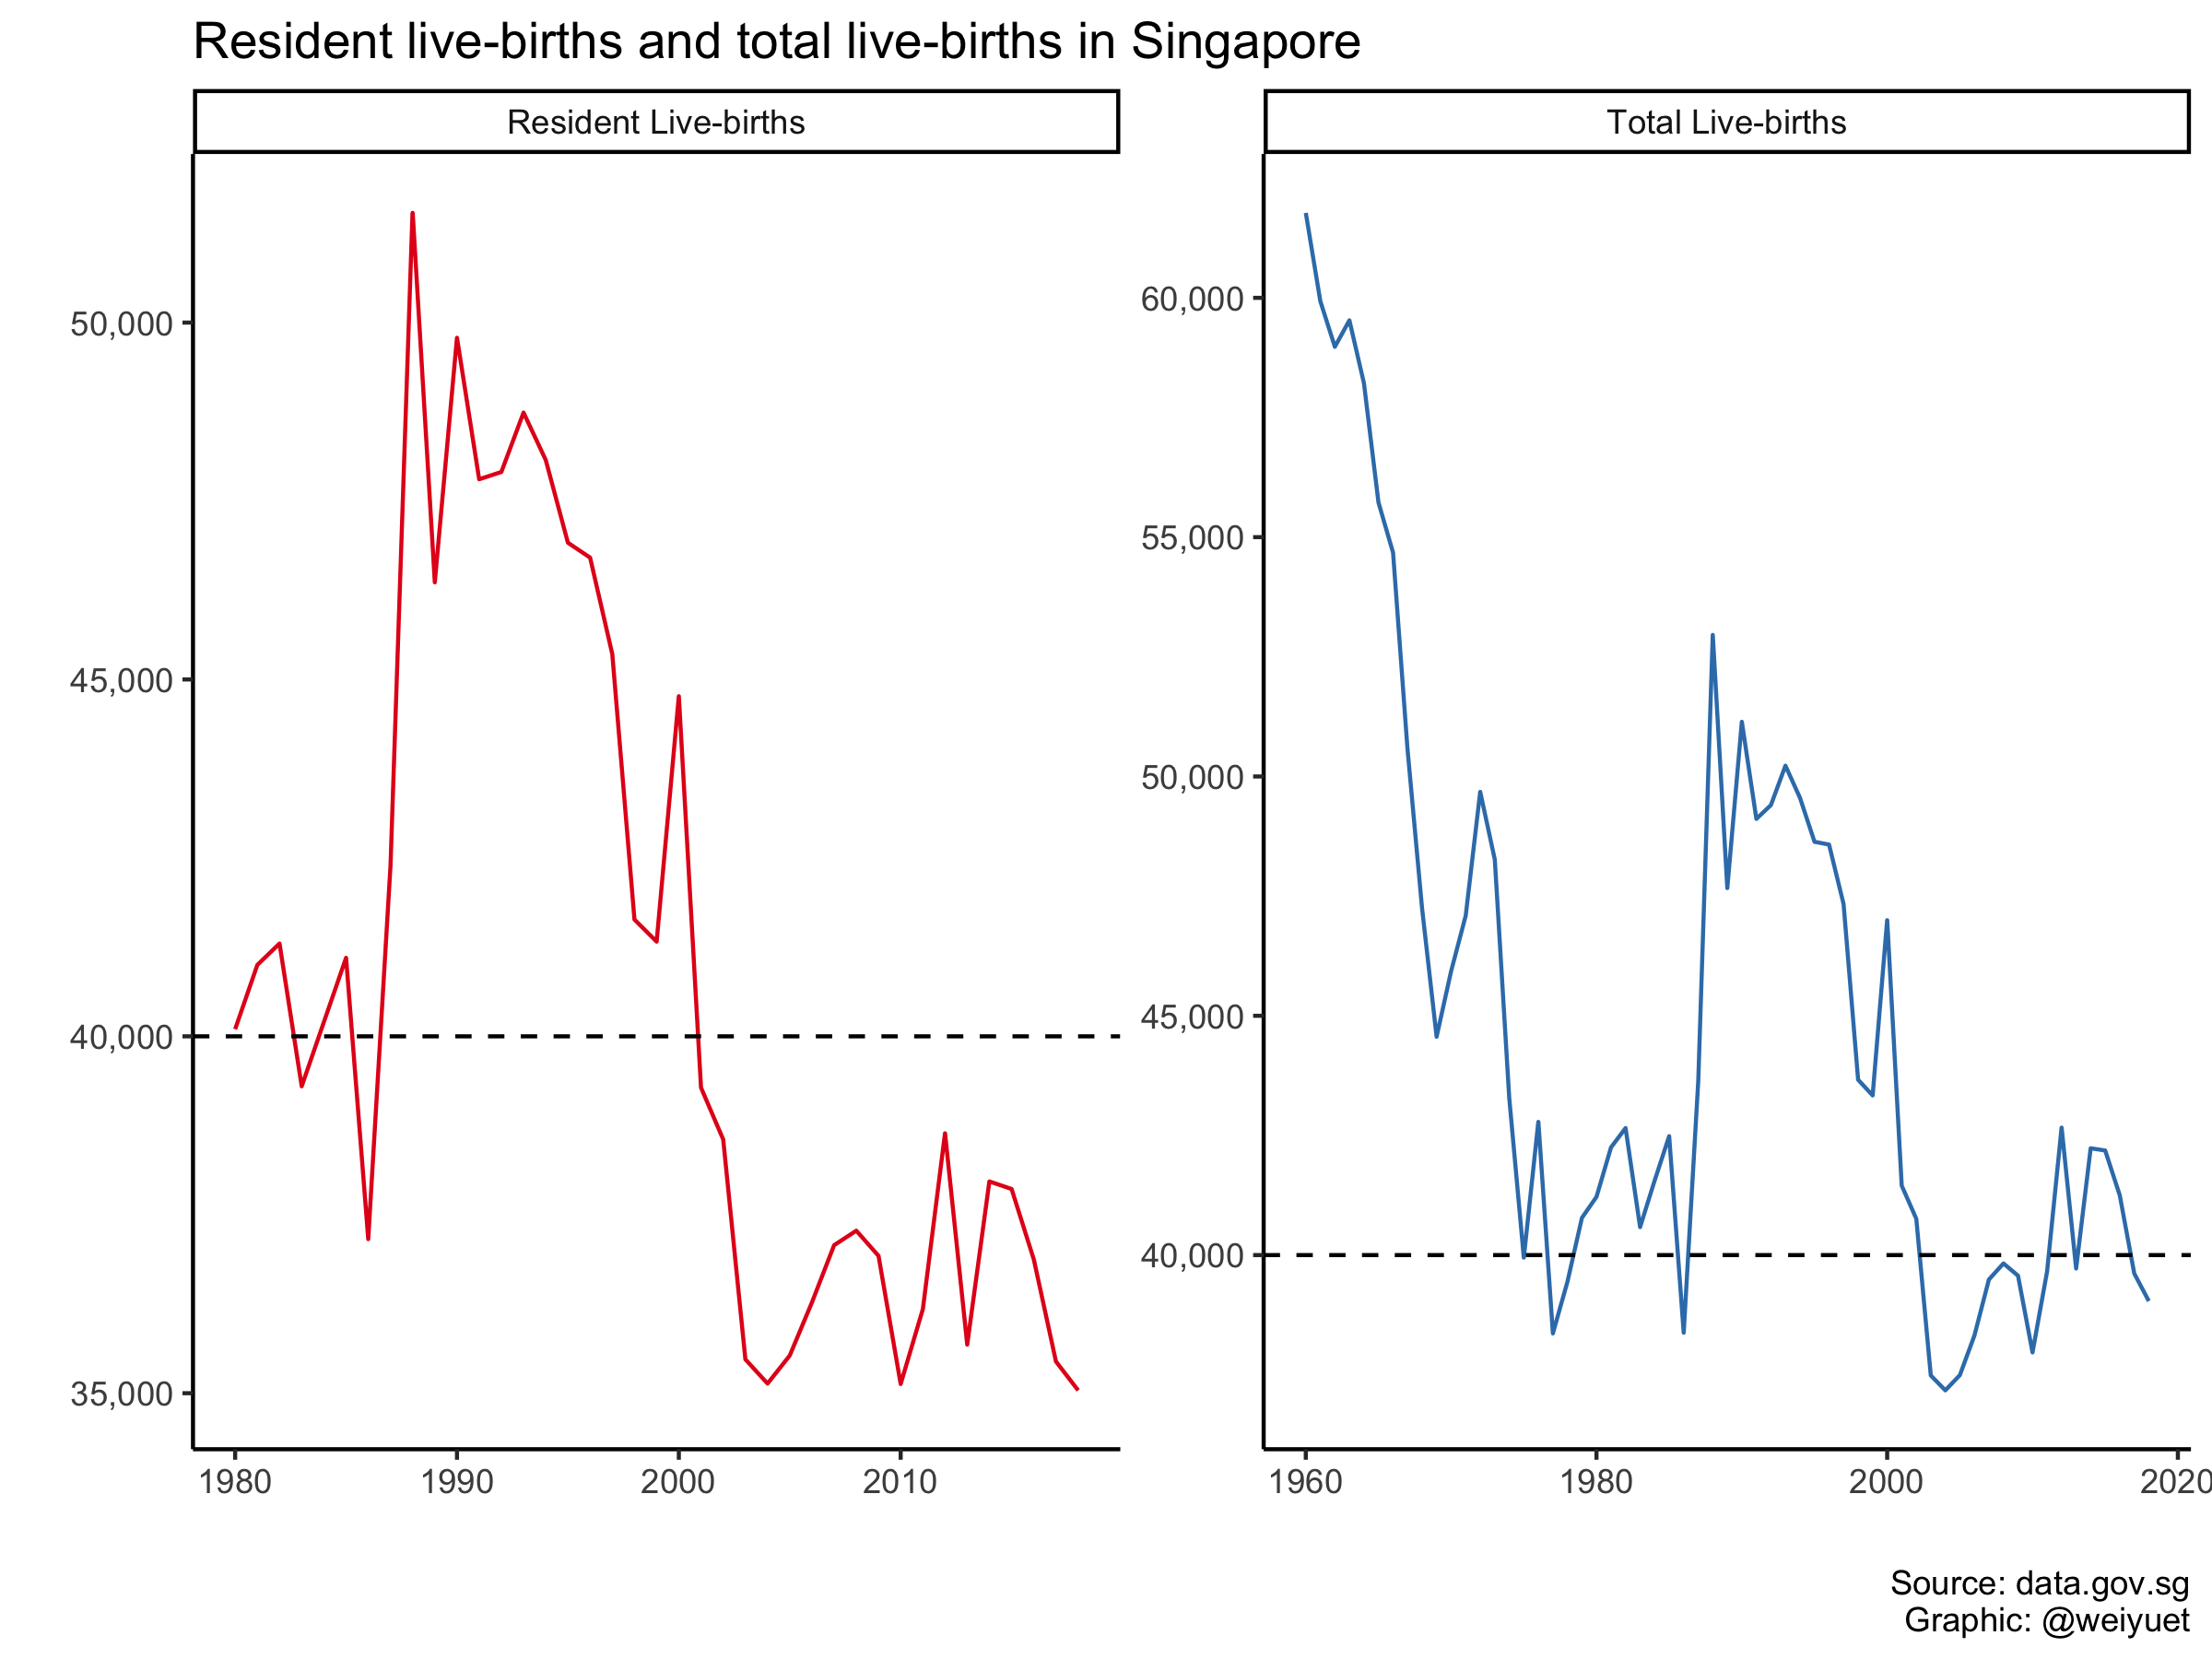 Resident live-births and total live-births in Singapore
Resident Live-births
Total Live-births
50,000
45,000
40,000
35,000
1980 1990 2000 2010
60,000
55,000
50,000
45,000
40,000
1960 1980 2000 2020
Source: data.gov.sg
Graphic: @weiyuet